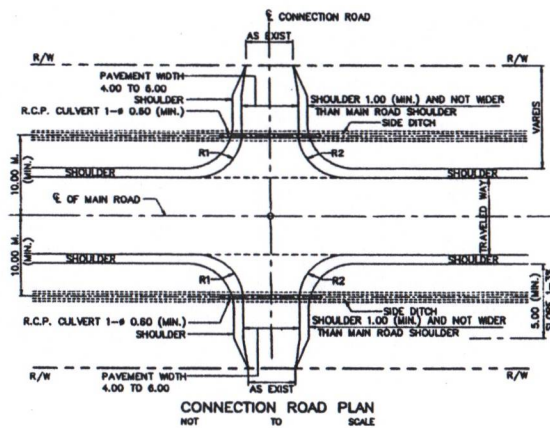 ℄ CONNECTION ROAD
AS EXIST
R/W
R/W
PAVEMENT WIDTH
4.00 TO 6.00
SHOULDER
R.C.P. CULVERT 1-ø 0.60 (MIN.)
SHOULDER 1.00 (MIN.) AND NOT WIDER
THAN MAIN ROAD SHOULDER
SIDE DITCH
VARIES
R1
R2
SHOULDER
SHOULDER
10.00 M.
(MIN.)
℄ OF MAIN ROAD
TRAVELED WAY
10.00 M.
(MIN.)
SHOULDER
SHOULDER
R1
R2
SIDE DITCH
R.C.P. CULVERT 1-ø 0.60 (MIN.)
SHOULDER
SHOULDER 1.00 (MIN.) AND NOT WIDER
THAN MAIN ROAD SHOULDER
5.00 (MIN.)
R/W
PAVEMENT WIDTH
4.00 TO 6.00
AS EXIST
R/W
CONNECTION ROAD PLAN
NOT TO SCALE